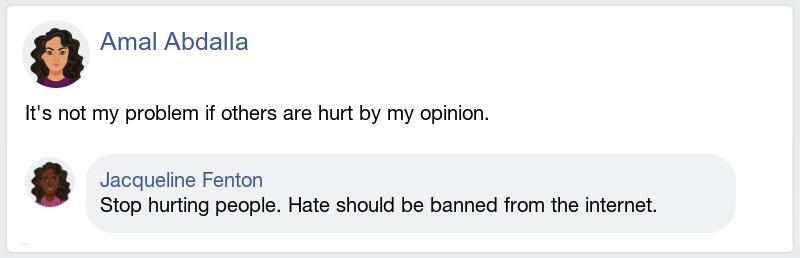 Amal Abdalla
It's not my problem if others are hurt by my opinion.
Jacqueline Fenton
Stop hurting people. Hate should be banned from the internet.